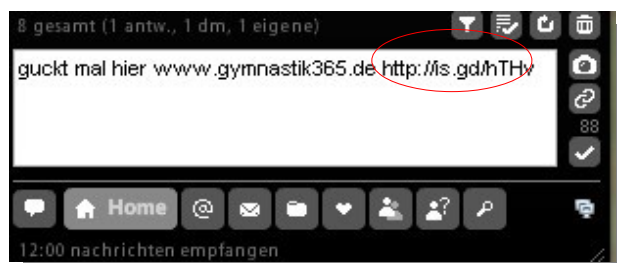 8 gesamt (1 antw., 1 dm, 1 eigene)
guckt mal hier www.gymnastik365.de http://is.gd/hTHv
88
@ ?
Home
12:00 nachrichten empfangen